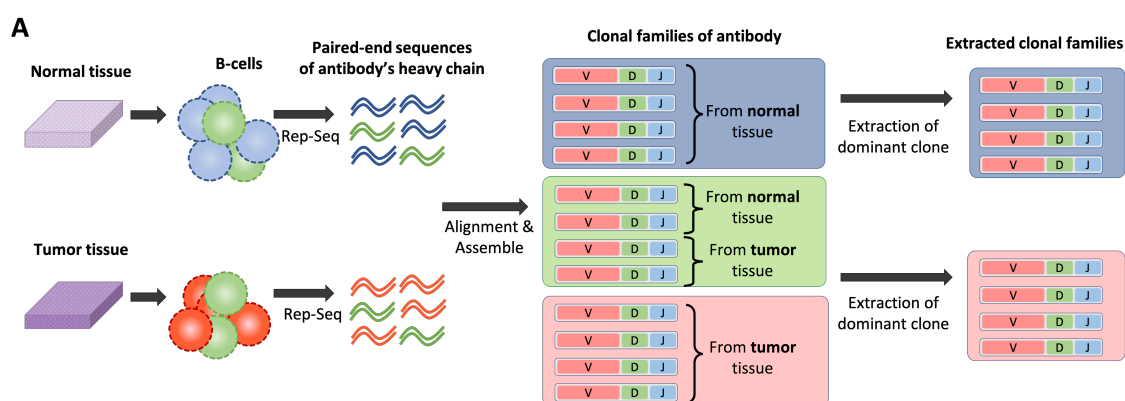 A
Normal tissue
B-cells
Paired-end sequences
of antibody's heavy chain
Rep-Seq
Tumor tissue
Rep-Seq
Alignment &
Assemble
Clonal families of antibody
V D J
V D J
V D J
V D J
From normal
tissue
V D J
V D J
From normal
tissue
V D J
V D J
From tumor
tissue
V D J
V D J
V D J
V D J
From tumor
tissue
Extraction of
dominant clone
Extraction of
dominant clone
Extracted clonal families
V D J
V D J
V D J
V D J
V D J
V D J
V D J
V D J